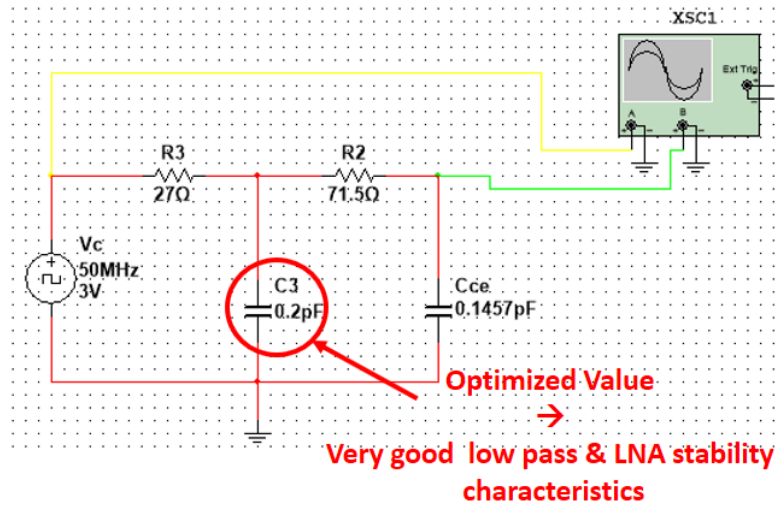 XSC1
Ext Trig
A
B
R3
27Ω
R2
71.5Ω
Vc
50MHz
3V
C3
0.2pF
Cce
0.1457pF
Optimized Value
→
Very good low pass & LNA stability
characteristics